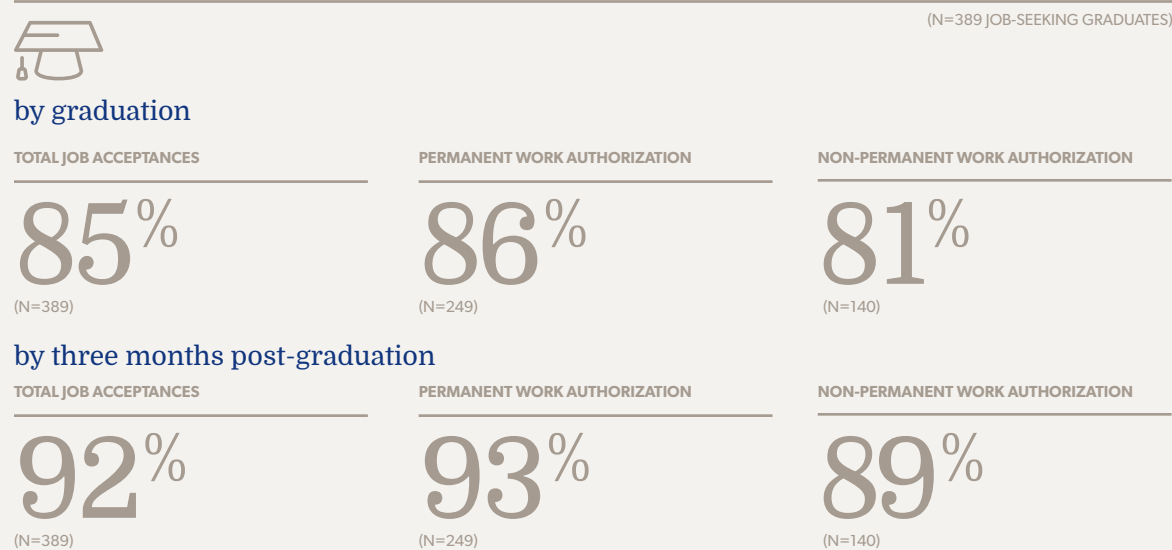 (N=389 JOB-SEEKING GRADUATES)
by graduation
TOTAL JOB ACCEPTANCES
85%
(N=389)
PERMANENT WORK AUTHORIZATION
86%
(N=249)
NON-PERMANENT WORK AUTHORIZATION
81%
(N=140)
by three months post-graduation
TOTAL JOB ACCEPTANCES
92%
(N=389)
PERMANENT WORK AUTHORIZATION
93%
(N=249)
NON-PERMANENT WORK AUTHORIZATION
89%
(N=140)